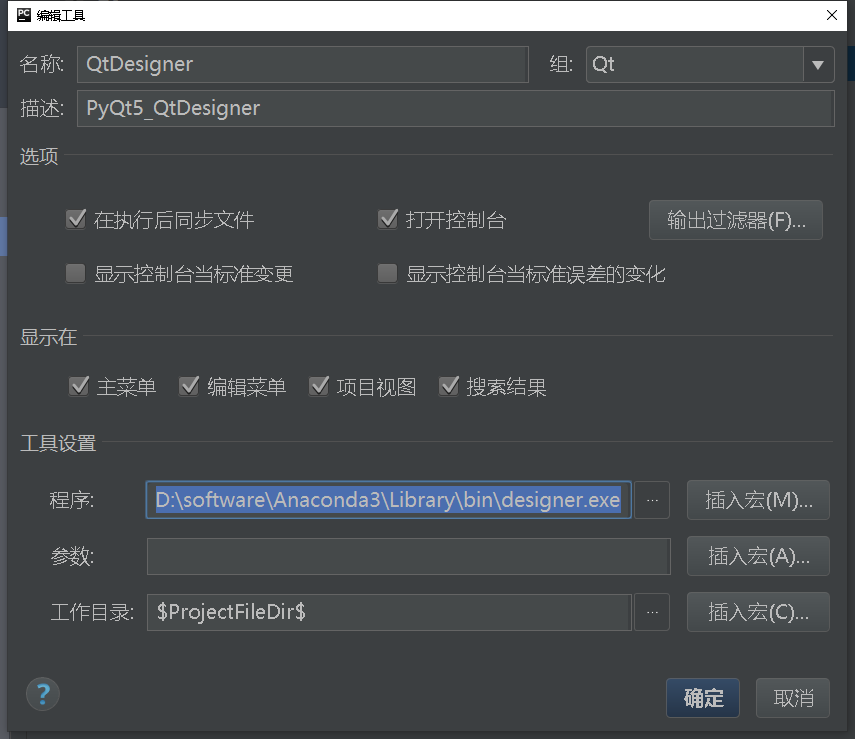 PC 编辑工具
名称: QtDesigner 组: Qt
描述: PyQt5_QtDesigner
选项
在执行后同步文件 打开控制台 输出过滤器(F)...
显示控制台当标准变更 显示控制台当标准误差的变化
显示在
主菜单 编辑菜单 项目视图 搜索结果
工具设置
程序: D:\software\Anaconda3\Library\bin\designer.exe ... 插入宏(M)...
参数: 插入宏(A)...
工作目录: $ProjectFileDir$ ... 插入宏(C)...
? 确定 取消